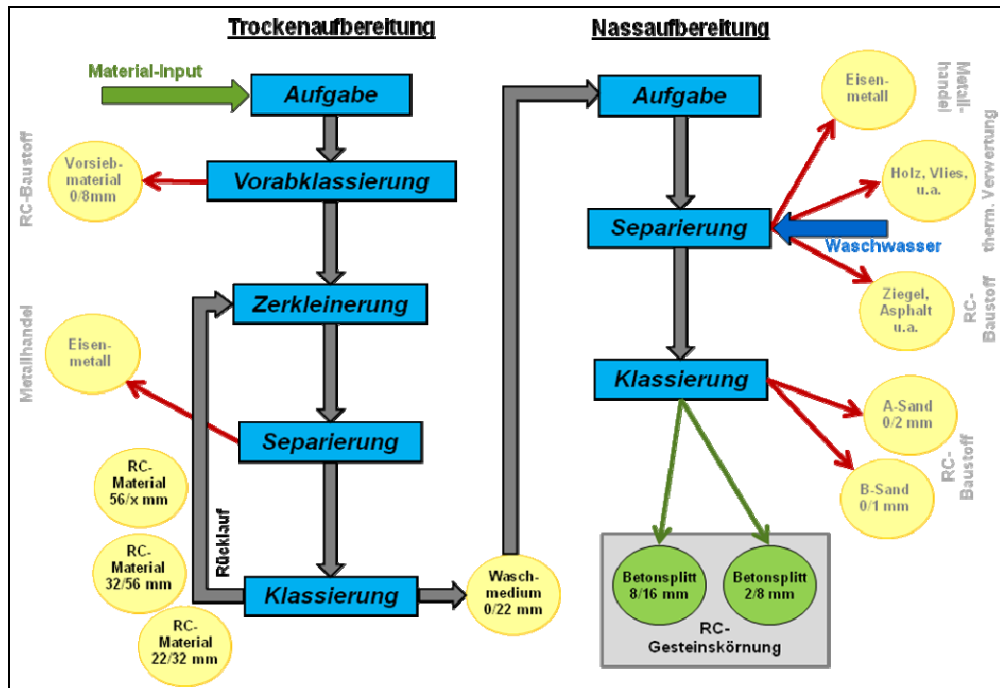 Trockenaufbereitung
Material-Input
Aufgabe
RC-Baustoff
Vorsieb-
material
0/8mm
Vorabklassierung
Zerkleinerung
Metallhandel
Eisen-
metall
Separierung
RC-
Material
56/x mm
RC-
Material
32/56 mm
RC-
Material
22/32 mm
Rücklauf
Klassierung
Wasch-
medium
0/22 mm
Nassaufbereitung
Aufgabe
Eisen-
metall
Metall-
handel
Holz, Vlies,
u.a.
therm. Verwertung
Separierung
Waschwasser
Ziegel,
Asphalt
u.a.
RC-
Baustoff
Klassierung
A-Sand
0/2 mm
B-Sand
0/1 mm
RC-
Baustoff
Betonsplitt
8/16 mm
Betonsplitt
2/8 mm
RC-
Gesteinskörnung